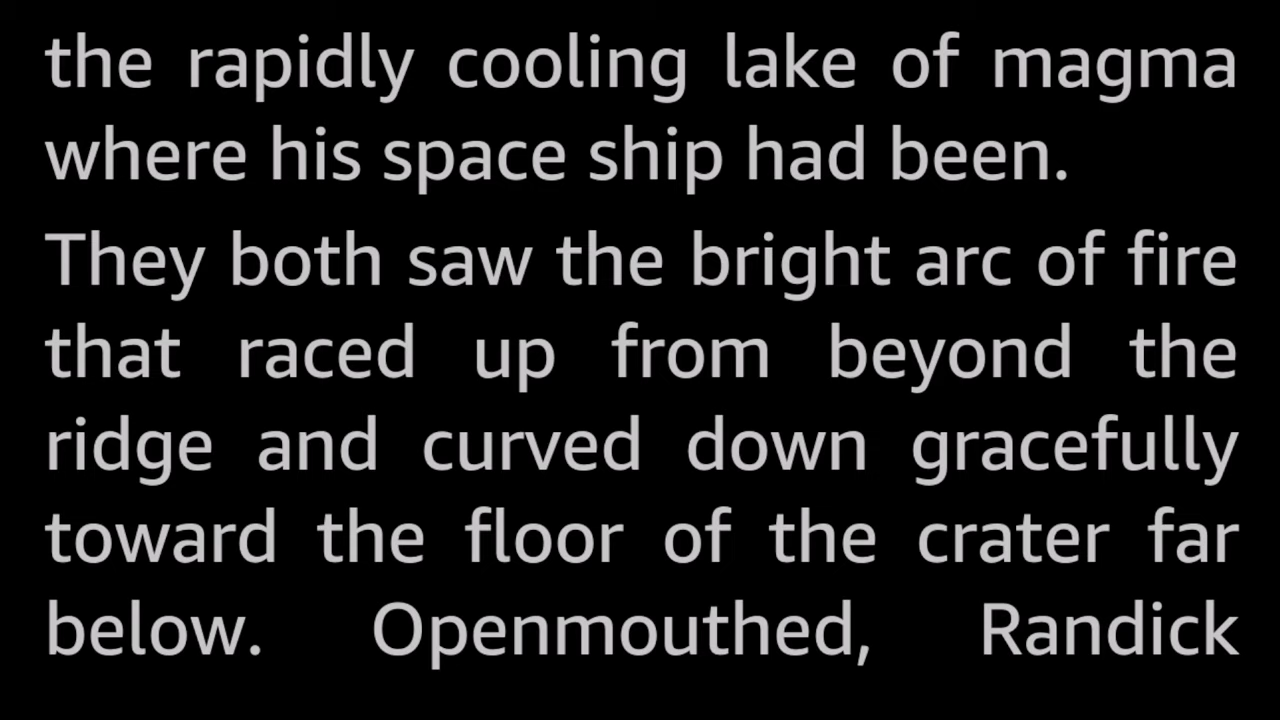 the rapidly cooling lake of magma
where his space ship had been.
They both saw the bright arc of fire
that raced up from beyond the
ridge and curved down gracefully
toward the floor of the crater far
below. Openmouthed, Randick